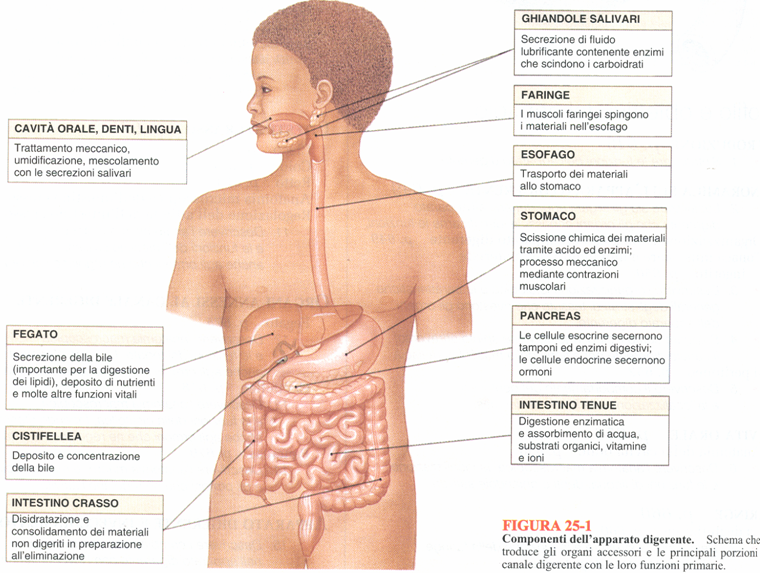 GHIANDOLE SALIVARI
Secrezione di fluido
lubrificante contenente enzimi
che scindono i carboidrati
FARINGE
I muscoli faringei spingono
i materiali nell'esofago
CAVITÀ ORALE, DENTI, LINGUA
Trattamento meccanico,
umidificazione, mescolamento
con le secrezioni salivari
ESOFAGO
Trasporto dei materiali
allo stomaco
STOMACO
Scissione chimica dei materiali
tramite acido ed enzimi;
processo meccanico
mediante contrazioni
muscolari
PANCREAS
Le cellule esocrine secernono
tamponi ed enzimi digestivi;
le cellule endocrine secernono
ormoni
FEGATO
Secrezione della bile
(importante per la digestione
dei lipidi), deposito di nutrienti
e molte altre funzioni vitali
INTESTINO TENUE
Digestione enzimatica
e assorbimento di acqua,
substrati organici, vitamine
e ioni
CISTIFELLEA
Deposito e concentrazione
della bile
INTESTINO CRASSO
Disidratazione e
consolidamento dei materiali
non digeriti in preparazione
all'eliminazione
FIGURA 25-1
Componenti dell'apparato digerente. Schema che
troduce gli organi accessori e le principali porzioni
canale digerente con le loro funzioni primarie.